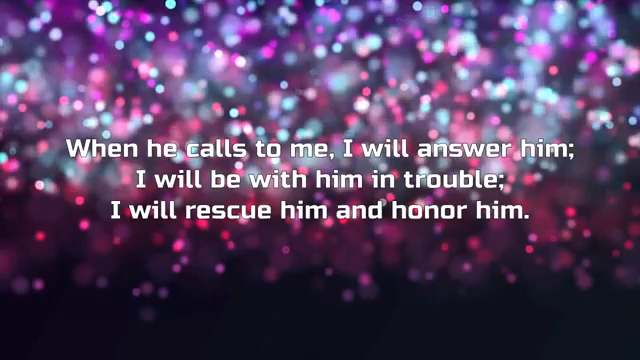 When he calls to me, I will answer him;
I will be with him in trouble;
I will rescue him and honor him.